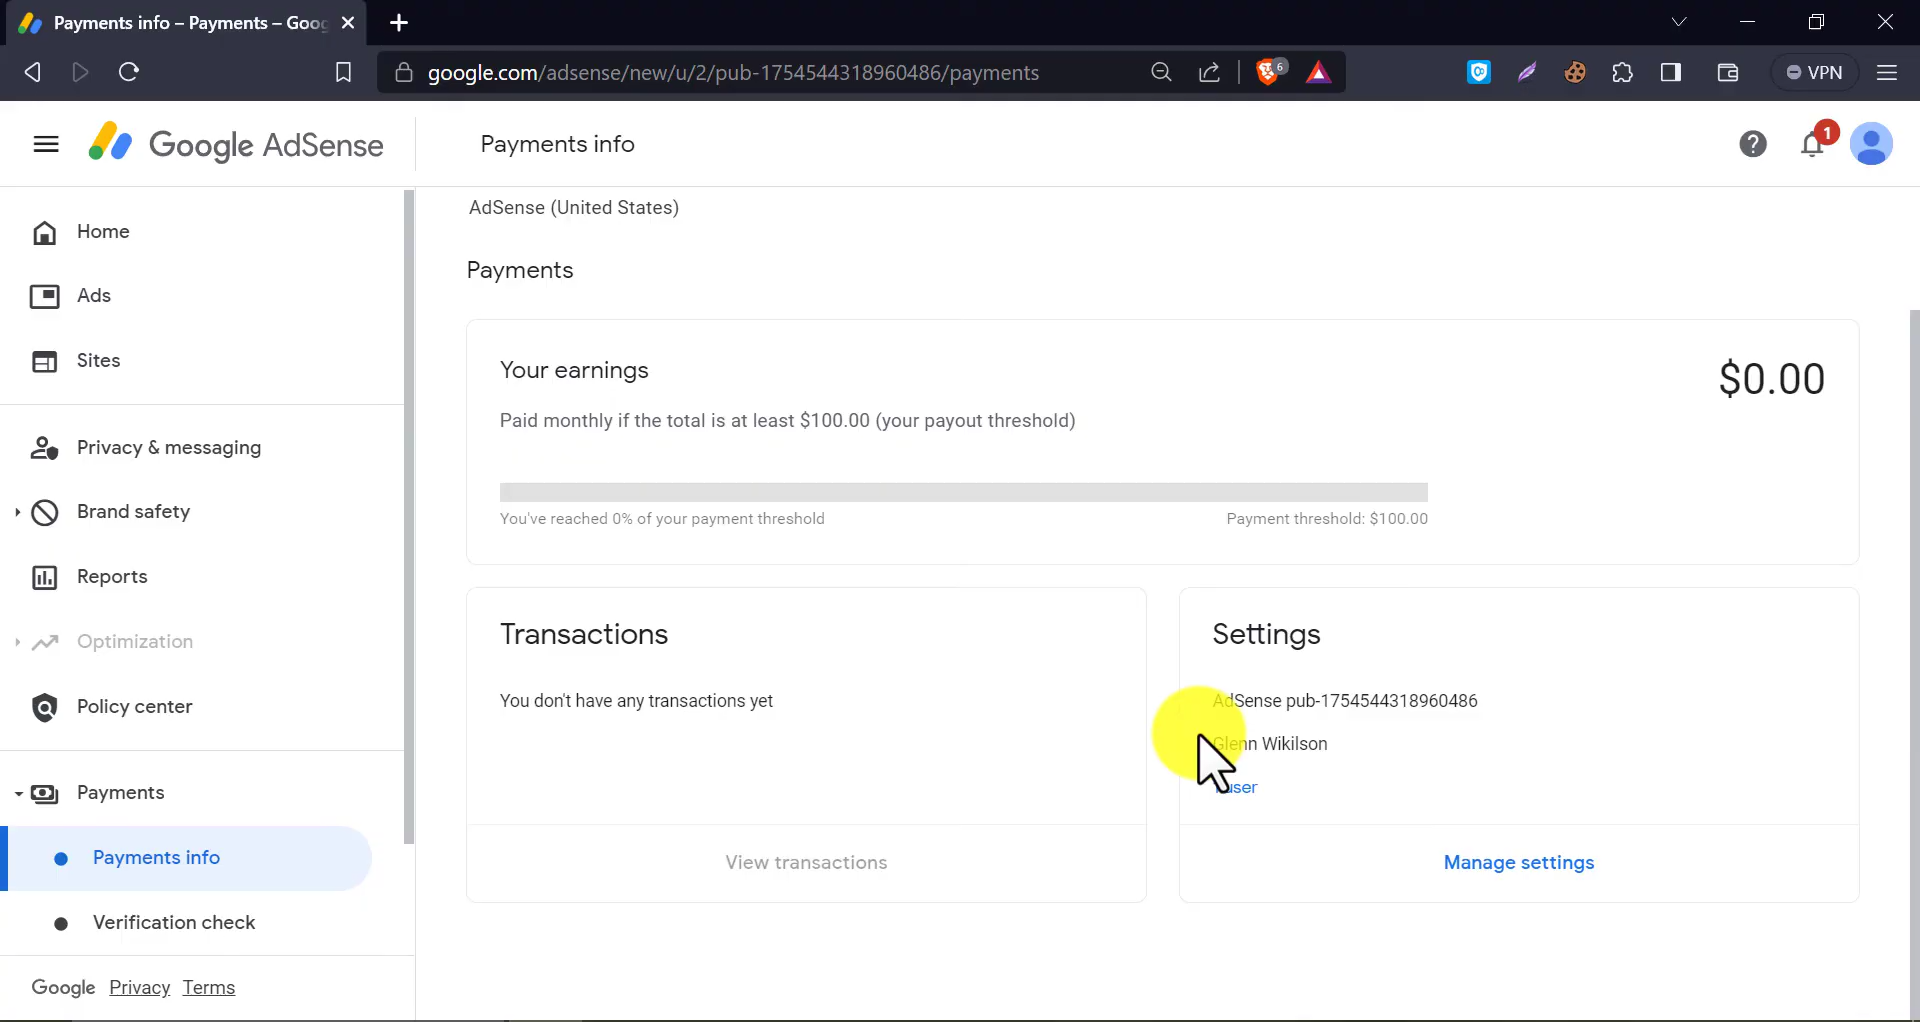 Payments info – Payments – Goog
google.com/adsense/new/u/2/pub-1754544318960486/payments
6
VPN
Google AdSense
Payments info
1
Home
Ads
Sites
Privacy & messaging
Brand safety
Reports
Optimization
Policy center
Payments
Payments info
Verification check
Google Privacy Terms
AdSense (United States)
Payments
Your earnings
$0.00
Paid monthly if the total is at least $100.00 (your payout threshold)
You've reached 0% of your payment threshold
Payment threshold: $100.00
Transactions
You don't have any transactions yet
View transactions
Settings
AdSense pub-1754544318960486
Glenn Wikilson
user
Manage settings